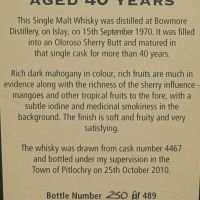 AGED 40 YEARS
This Single Malt Whisky was distilled at Bowmore
Distillery, on Islay, on 15th September 1970. It was filled
into an Oloroso Sherry Butt and matured in
that single cask for more than 40 years.
Rich dark mahogany in colour, rich fruits are much in
evidence along with the richness of the sherry influence -
mangoes and other tropical fruits to the fore, with a
subtle iodine and medicinal smokiness in the
background. The finish is soft and fruity and very
satisfying.
The whisky was drawn from cask number 4467
and bottled under my supervision in the
Town of Pitlochry on 25th October 2010.
Bottle Number 250 of 489